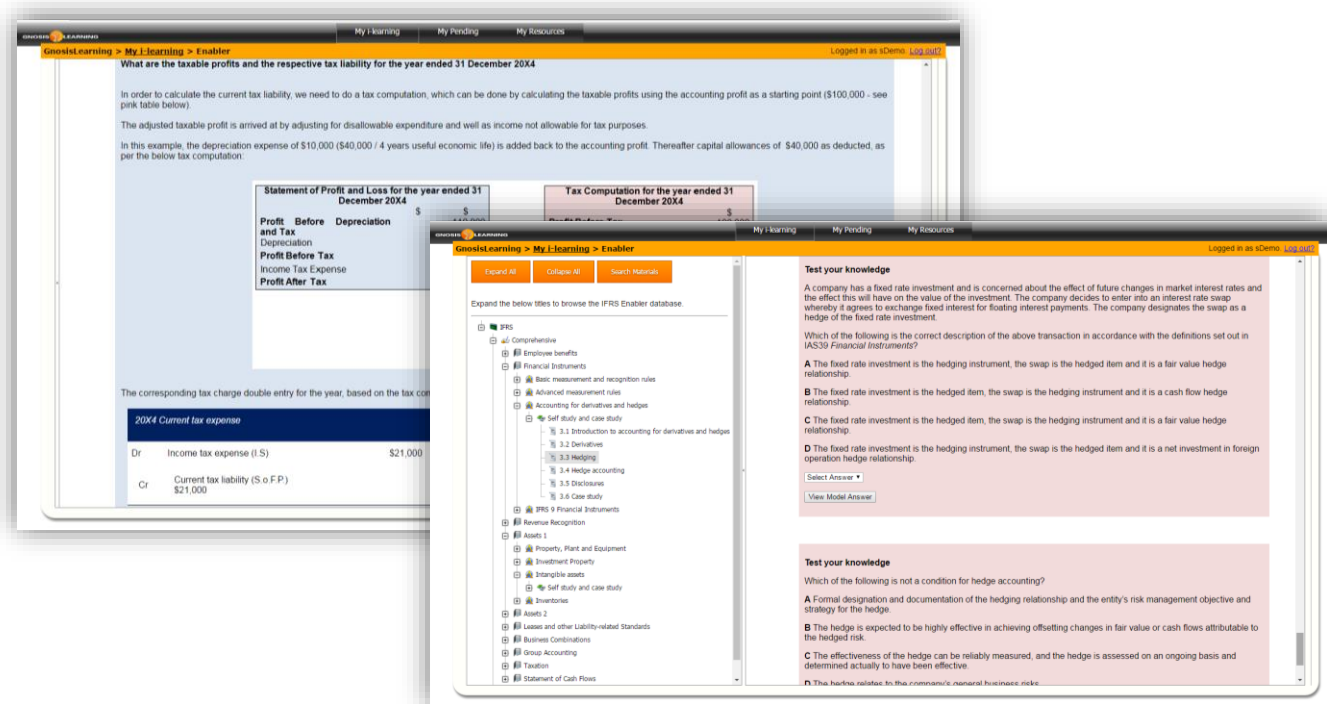 My i-learning My Pending My Resources
GNOSIS LEARNING
GnosisLearning > My i-learning > Enabler Logged in as sDemo. Log out?
What are the taxable profits and the respective tax liability for the year ended 31 December 20X4
In order to calculate the current tax liability, we need to do a tax computation, which can be done by calculating the taxable profits using the accounting profit as a starting point ($100,000 - see
pink table below).
The adjusted taxable profit is arrived at by adjusting for disallowable expenditure and well as income not allowable for tax purposes.
In this example, the depreciation expense of $10,000 ($40,000 / 4 years useful economic life) is added back to the accounting profit. Thereafter capital allowances of $40,000 as deducted, as
per the below tax computation:
Statement of Profit and Loss for the year ended 31
December 20X4
$ $
Profit Before Depreciation
and Tax
Depreciation
Profit Before Tax
Income Tax Expense
Profit After Tax
Tax Computation for the year ended 31
December 20X4
$
Profit Before Tax
The corresponding tax charge double entry for the year, based on the tax
20X4 Current tax expense
Dr Income tax expense (I.S) $21,000
Cr Current tax liability (S.o.F.P.)
$21,000
My i-learning My Pending My Resources
GNOSIS LEARNING
GnosisLearning > My i-learning > Enabler Logged in as sDemo. Log out?
Expand All Collapse All Search Materials
Expand the below titles to browse the IFRS Enabler database.
IFRS
Comprehensive
Employee benefits
Financial Instruments
Basic measurement and recognition rules
Advanced measurement rules
Accounting for derivatives and hedges
Self study and case study
3.1 Introduction to accounting for derivatives and hedges
3.2 Derivatives
3.3 Hedging
3.4 Hedge accounting
3.5 Disclosures
3.6 Case study
IFRS 9 Financial Instruments
Revenue Recognition
Assets 1
Property, Plant and Equipment
Investment Property
Intangible assets
Self study and case study
Inventories
Assets 2
Leases and other Liability-related Standards
Business Combinations
Group Accounting
Taxation
Statement of Cash Flows
Test your knowledge
A company has a fixed rate investment and is concerned about the effect of future changes in market interest rates and
the effect this will have on the value of the investment. The company decides to enter into an interest rate swap
whereby it agrees to exchange fixed interest for floating interest payments. The company designates the swap as a
hedge of the fixed rate investment.
Which of the following is the correct description of the above transaction in accordance with the definitions set out in
IAS39 Financial Instruments?
A The fixed rate investment is the hedging instrument, the swap is the hedged item and it is a fair value hedge
relationship.
B The fixed rate investment is the hedged item, the swap is the hedging instrument and it is a cash flow hedge
relationship.
C The fixed rate investment is the hedged item, the swap is the hedging instrument and it is a fair value hedge
relationship.
D The fixed rate investment is the hedging instrument, the swap is the hedged item and it is a net investment in foreign
operation hedge relationship.
Select Answer
View Model Answer
Test your knowledge
Which of the following is not a condition for hedge accounting?
A Formal designation and documentation of the hedging relationship and the entity's risk management objective and
strategy for the hedge.
B The hedge is expected to be highly effective in achieving offsetting changes in fair value or cash flows attributable to
the hedged risk.
C The effectiveness of the hedge can be reliably measured, and the hedge is assessed on an ongoing basis and
determined actually to have been effective.
D The hedge relates to the company's general business risks